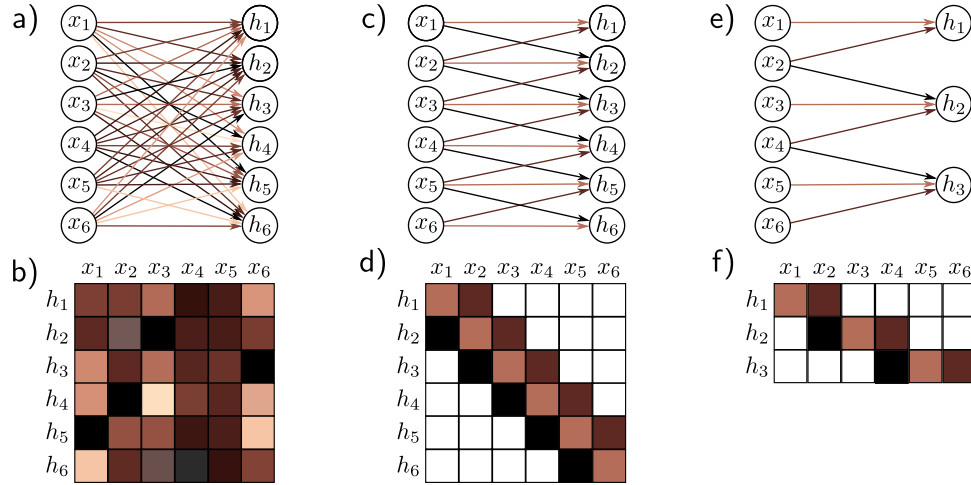 a)
x₁ h₁
x₂ h₂
x₃ h₃
x₄ h₄
x₅ h₅
x₆ h₆
b)
x₁ x₂ x₃ x₄ x₅ x₆
h₁
h₂
h₃
h₄
h₅
h₆
c)
x₁ h₁
x₂ h₂
x₃ h₃
x₄ h₄
x₅ h₅
x₆ h₆
d)
x₁ x₂ x₃ x₄ x₅ x₆
h₁
h₂
h₃
h₄
h₅
h₆
e)
x₁ h₁
x₂
x₃ h₂
x₄
x₅ h₃
x₆
f)
x₁ x₂ x₃ x₄ x₅ x₆
h₁
h₂
h₃